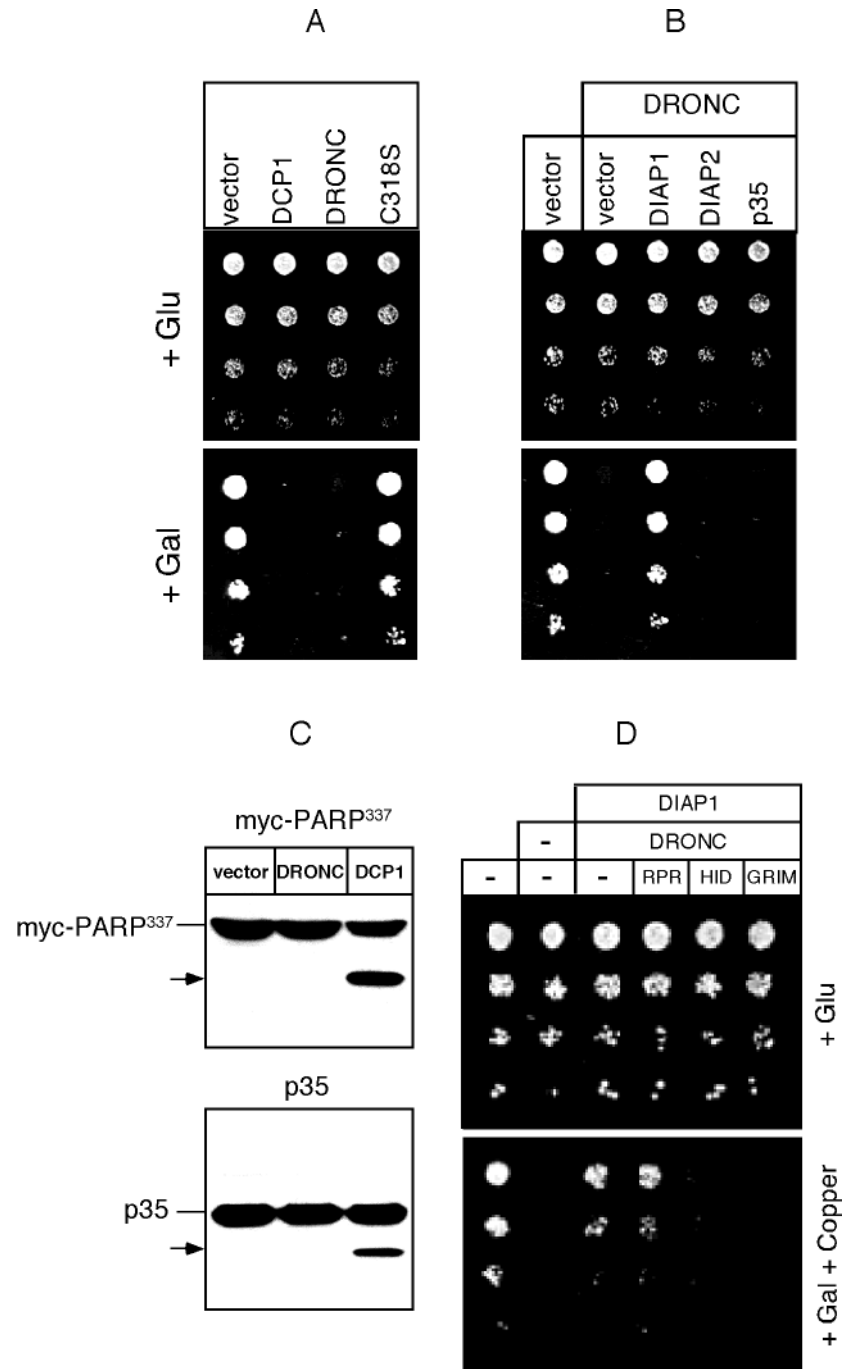 A
B
vector
DCP1
DRONC
C318S
DRONC
vector
vector
DIAP1
DIAP2
p35
+ Glu
+ Gal
C
D
myc-PARP³³⁷
vector DRONC DCP1
myc-PARP³³⁷
p35
p35
DIAP1
- DRONC
- - - RPR HID GRIM
+ Glu
+ Gal + Copper